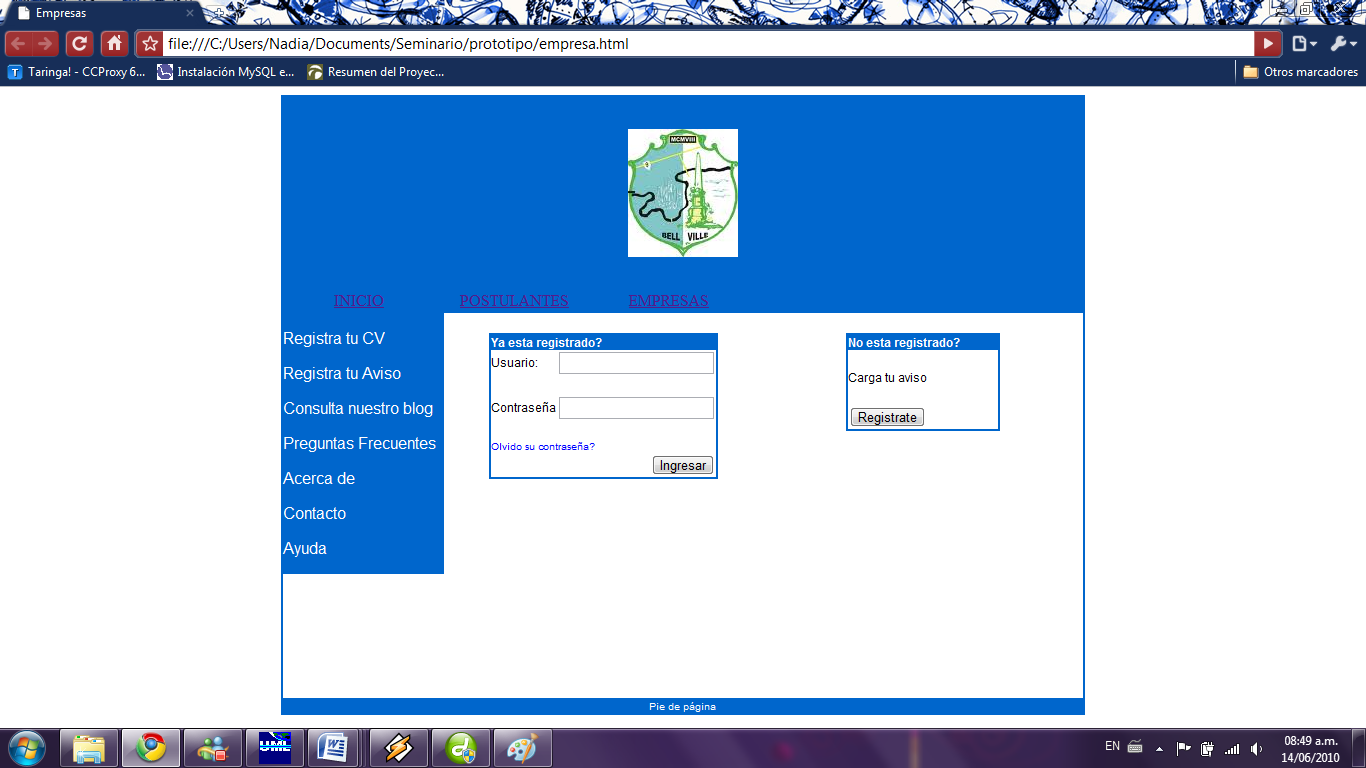 Empresas
file:///C:/Users/Nadia/Documents/Seminario/prototipo/empresa.html
Taringa! - CCProxy 6... Instalación MySQL e... Resumen del Proyec... Otros marcadores
MCMVIII
BELL VILLE
INICIO POSTULANTES EMPRESAS
Registra tu CV
Registra tu Aviso
Consulta nuestro blog
Preguntas Frecuentes
Acerca de
Contacto
Ayuda
Ya esta registrado?
Usuario:
Contraseña
Olvido su contraseña?
Ingresar
No esta registrado?
Carga tu aviso
Registrate
Pie de página
UML
EN
08:49 a.m.
14/06/2010